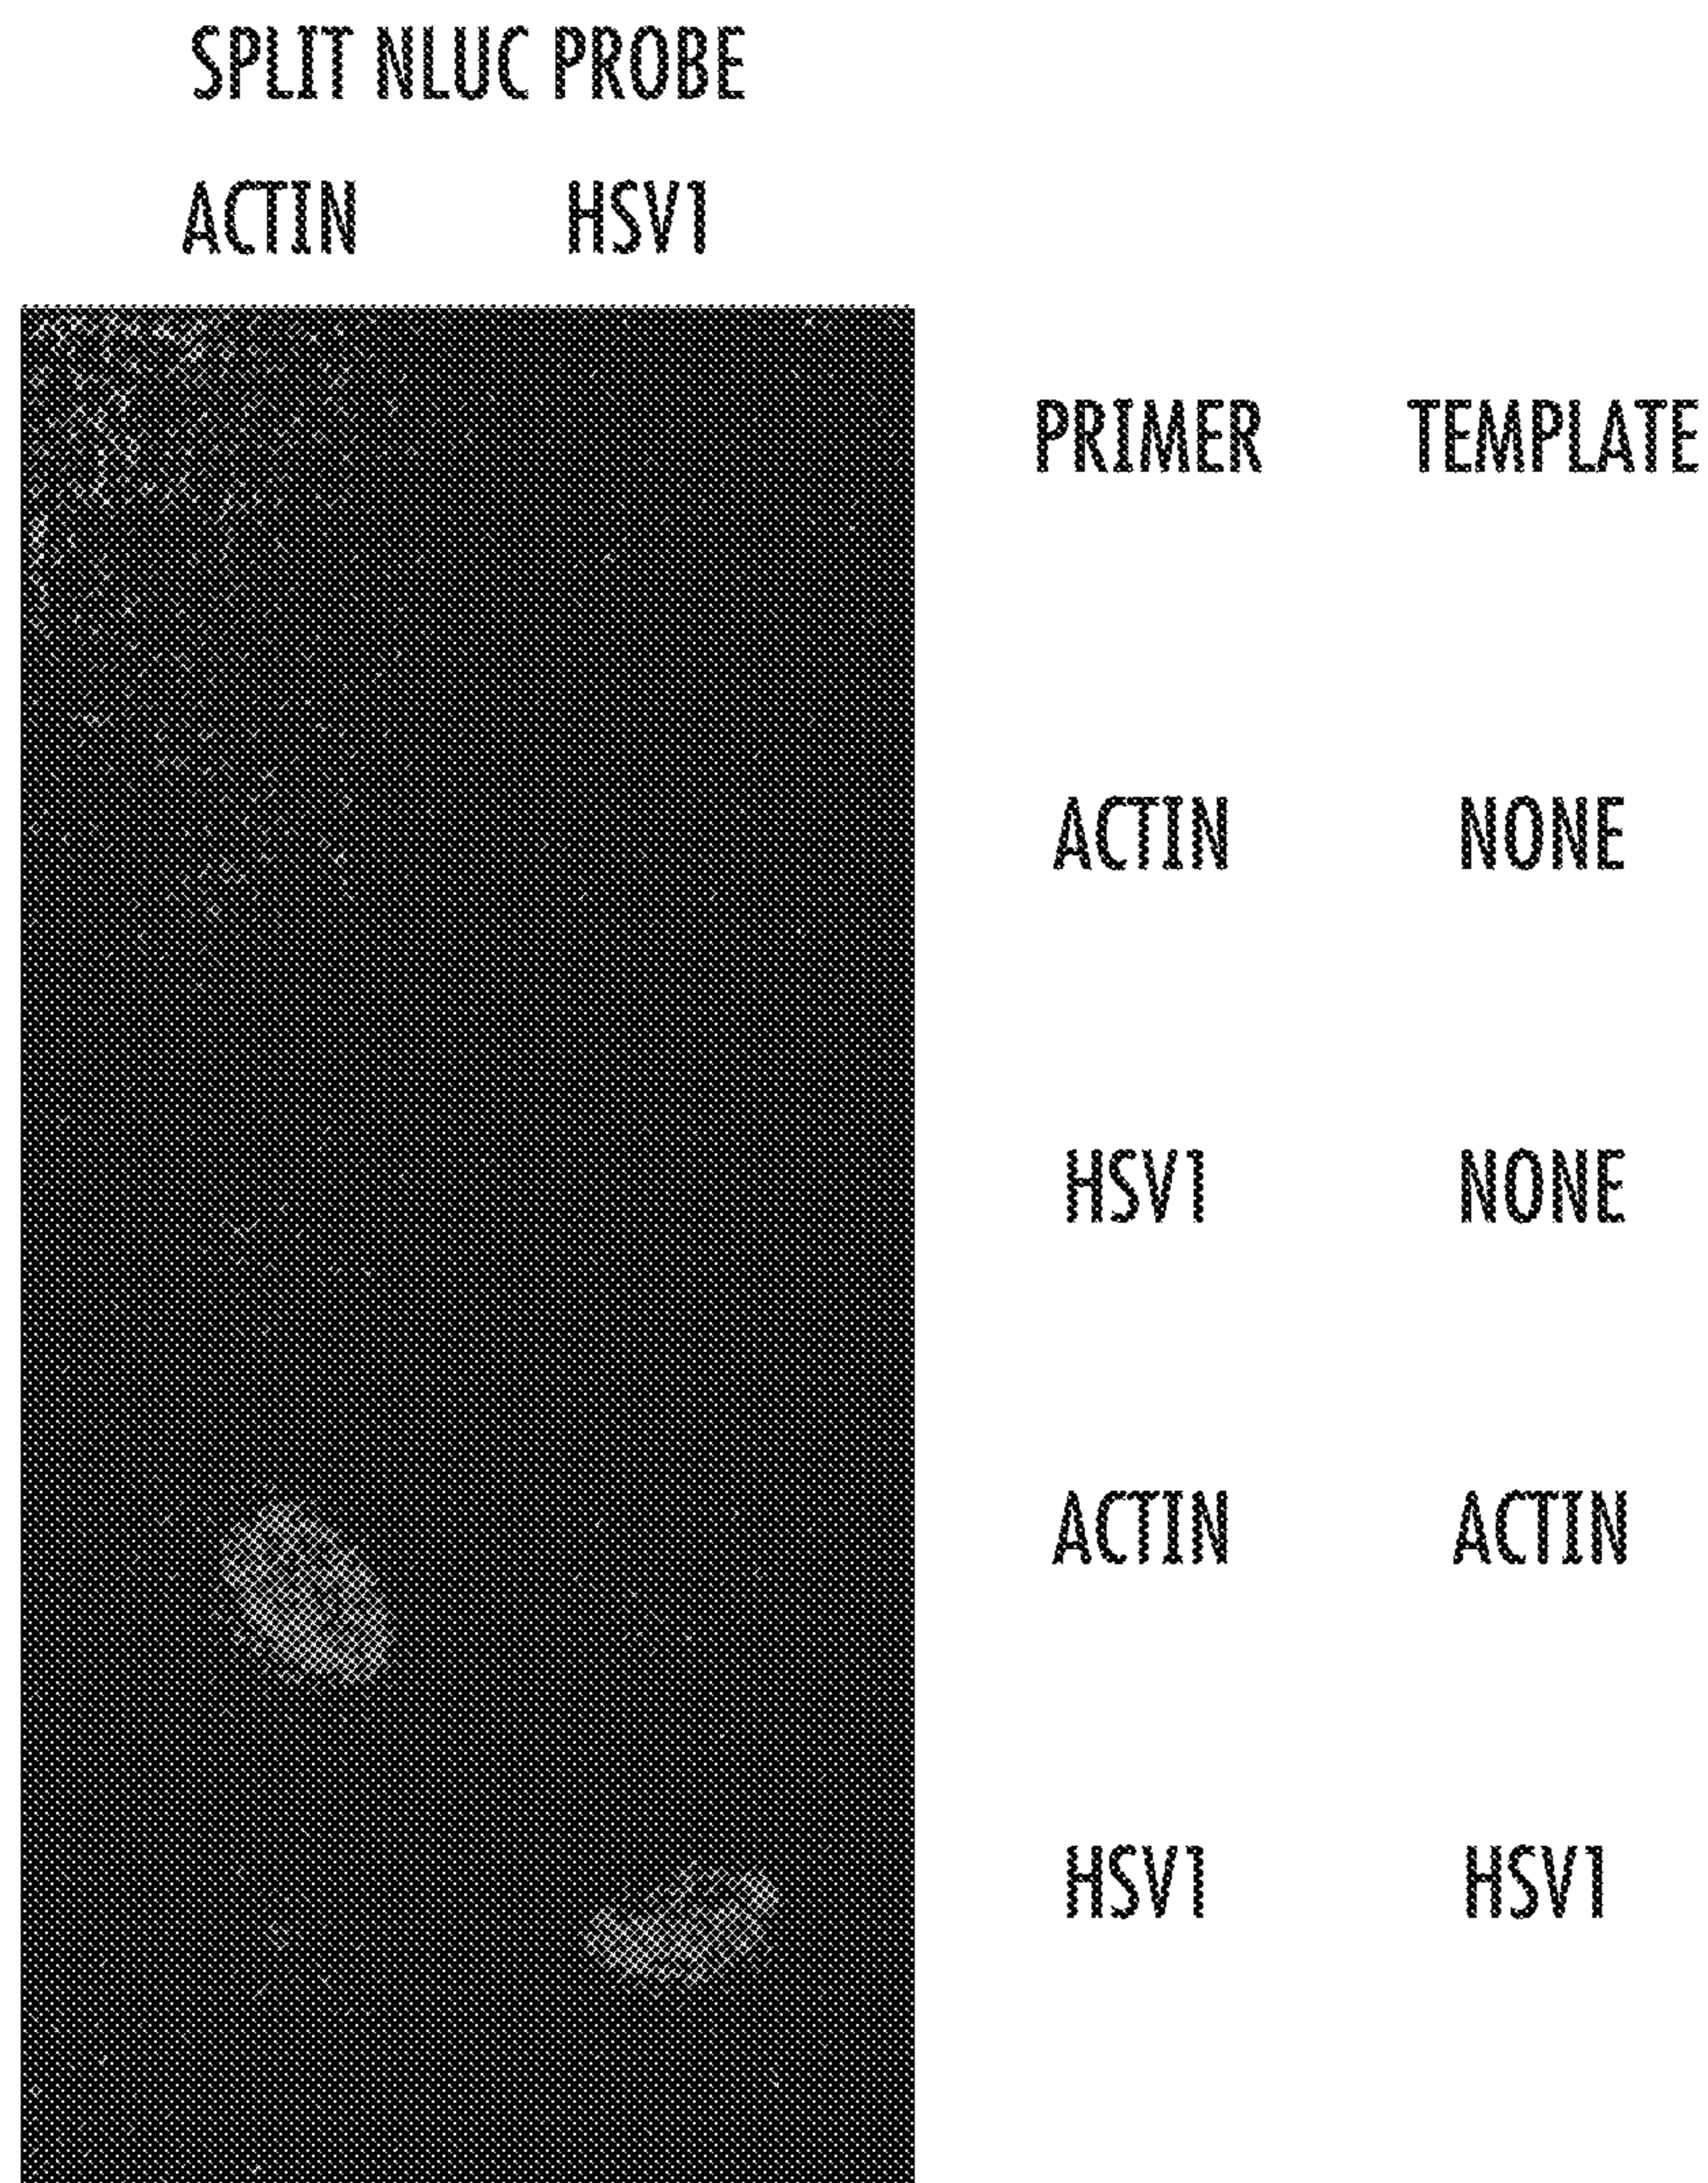 SPLIT NLUC PROBE
ACTIN HSV1
PRIMER TEMPLATE
ACTIN NONE
HSV1 NONE
ACTIN ACTIN
HSV1 HSV1